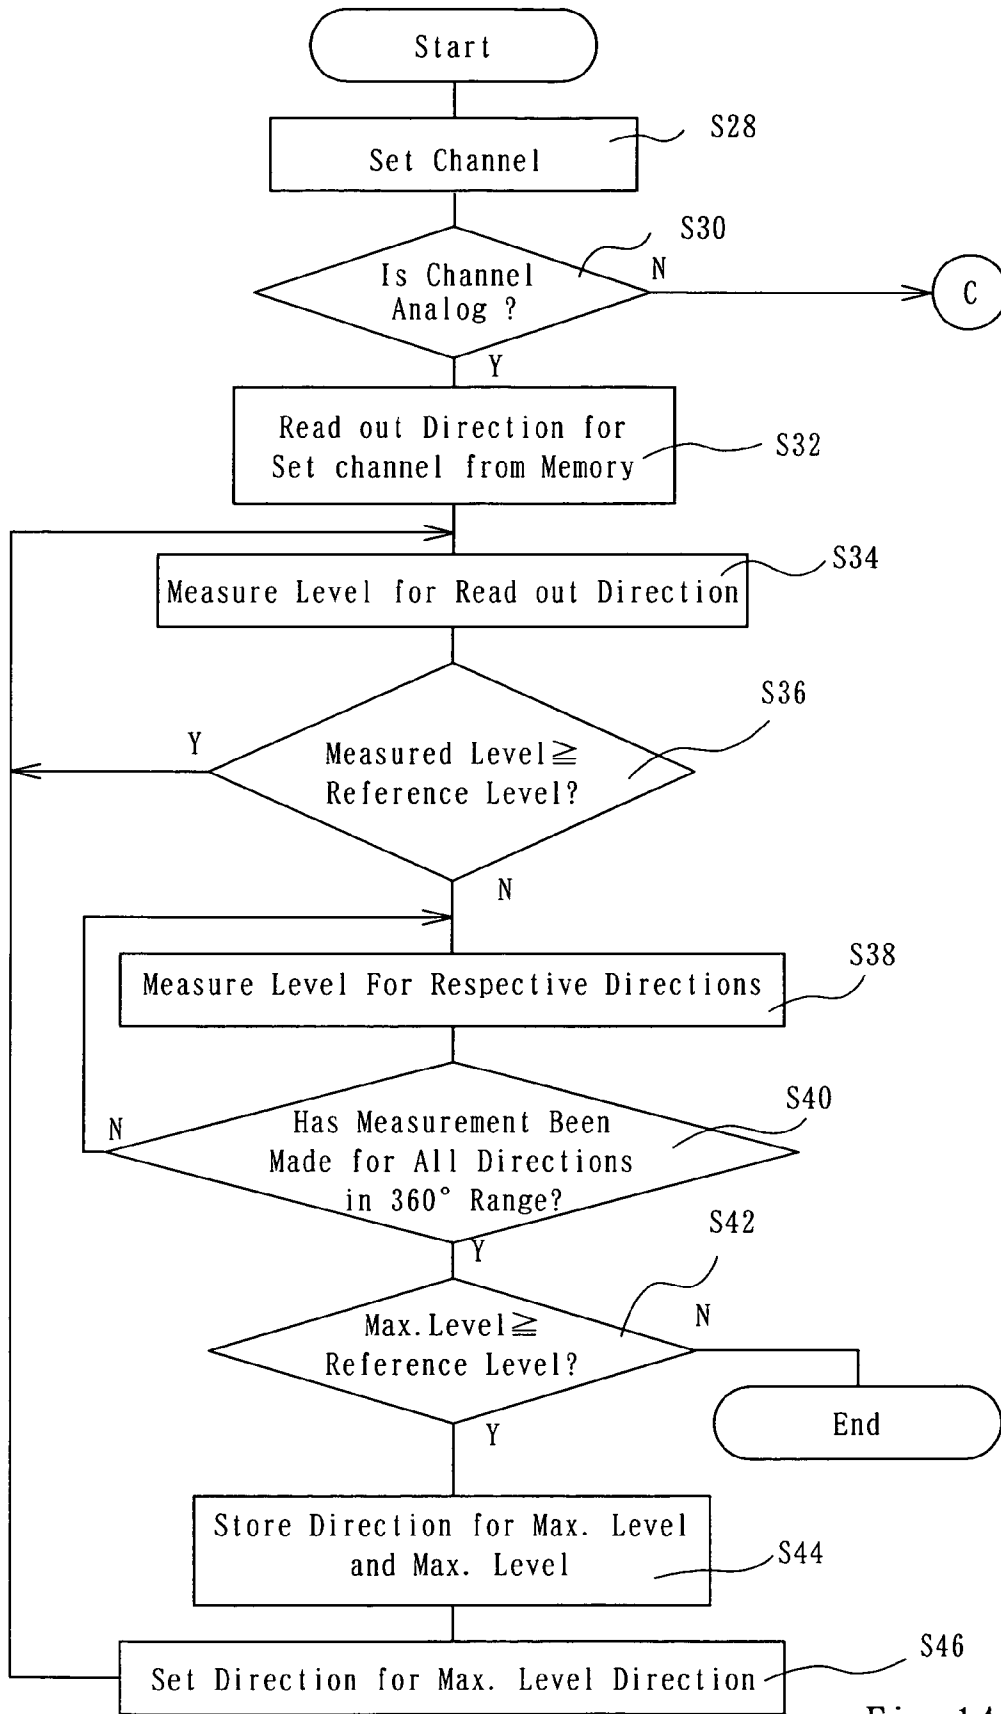 Start
S28
Set Channel
S30
Is Channel
Analog ?
N
C
Y
Read out Direction for
Set channel from Memory
S32
S34
Measure Level for Read out Direction
S36
Y
Measured Level≧
Reference Level?
N
S38
Measure Level For Respective Directions
S40
N
Has Measurement Been
Made for All Directions
in 360° Range?
S42
Y
Max.Level≧
Reference Level?
N
End
Y
Store Direction for Max. Level
and Max. Level
S44
S46
Set Direction for Max. Level Direction